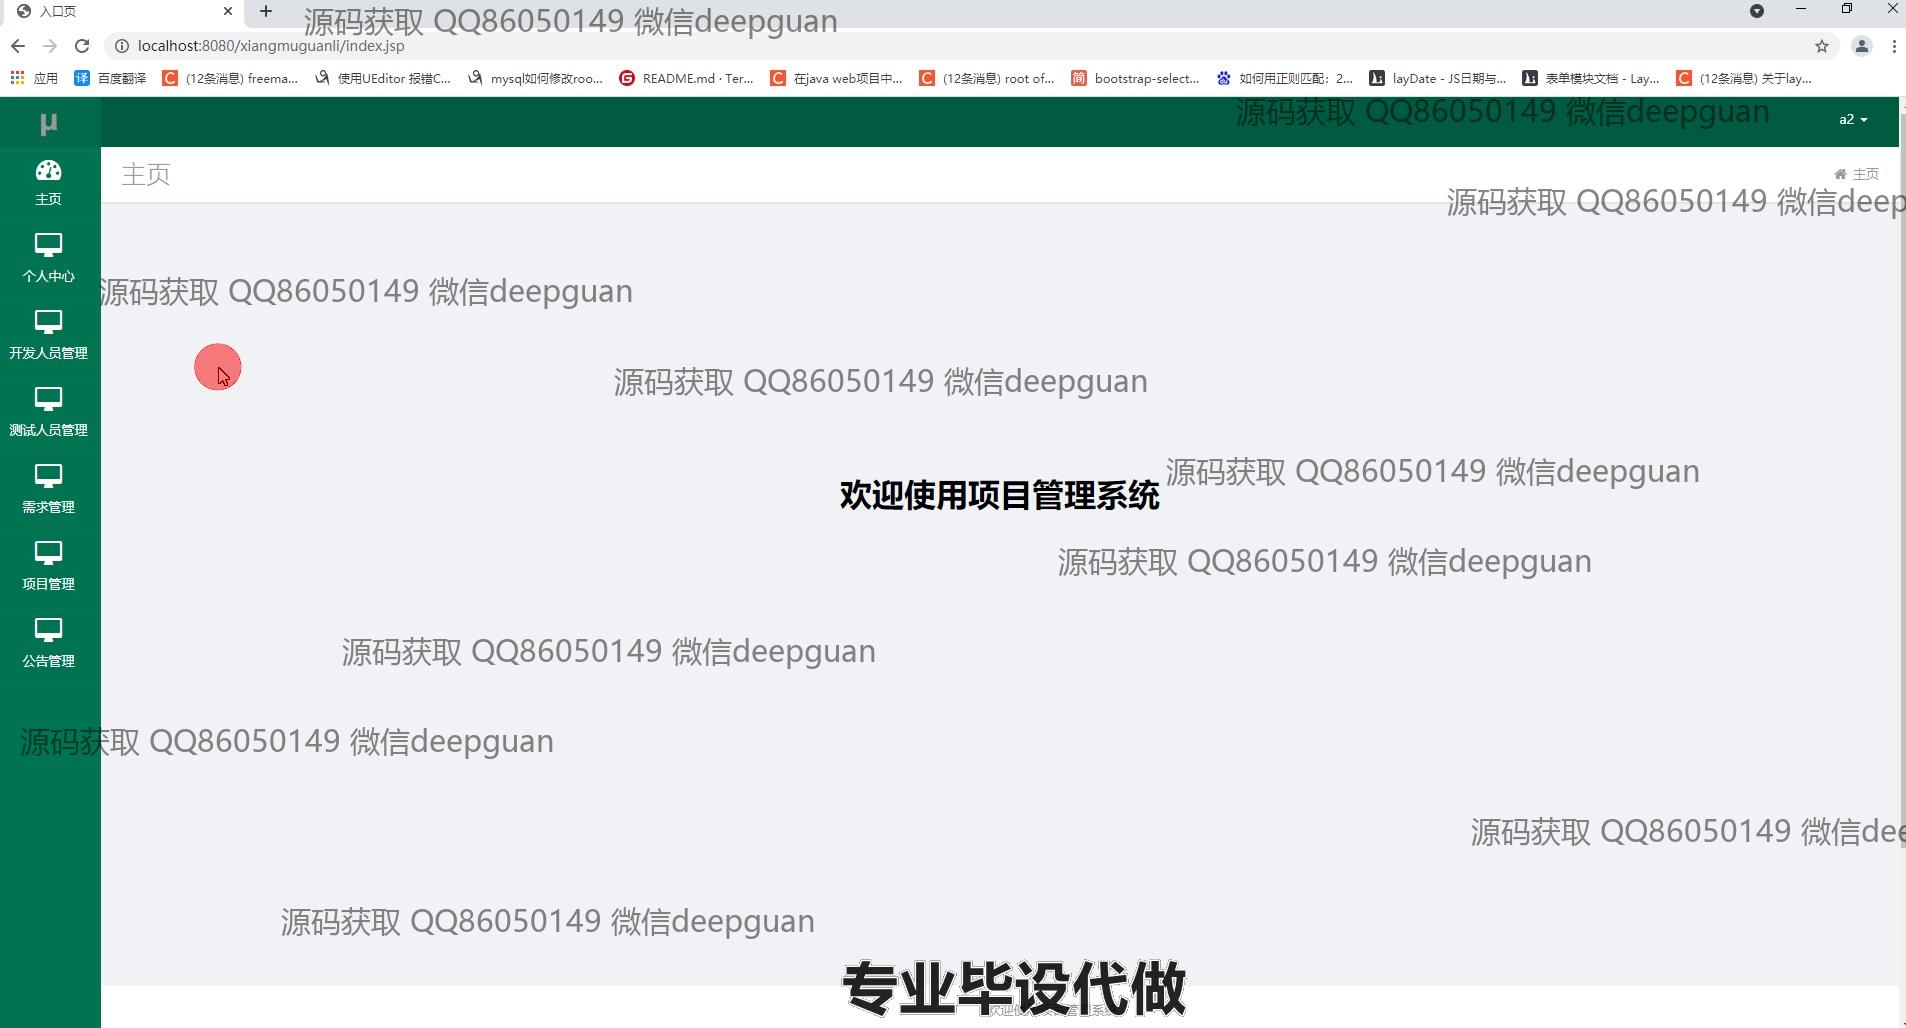 入口页
源码获取 QQ86050149 微信deepguan
localhost:8080/xiangmuguanli/index.jsp
应用 百度翻译 (12条消息) freema... 使用UEditor 报错C... mysql如何修改roo... README.md · Ter... 在java web项目中... (12条消息) root of... bootstrap-select... 如何用正则匹配：2... layDate - JS日期与... 表单模块文档 - Lay... (12条消息) 关于lay...
μ
源码获取 QQ86050149 微信deepguan
a2
主页
主页
主页
源码获取 QQ86050149 微信deep
个人中心
源码获取 QQ86050149 微信deepguan
开发人员管理
源码获取 QQ86050149 微信deepguan
测试人员管理
源码获取 QQ86050149 微信deepguan
欢迎使用项目管理系统
需求管理
源码获取 QQ86050149 微信deepguan
项目管理
源码获取 QQ86050149 微信deepguan
公告管理
源码获取 QQ86050149 微信deepguan
源码获取 QQ86050149 微信dee
源码获取 QQ86050149 微信deepguan
专业毕设代做